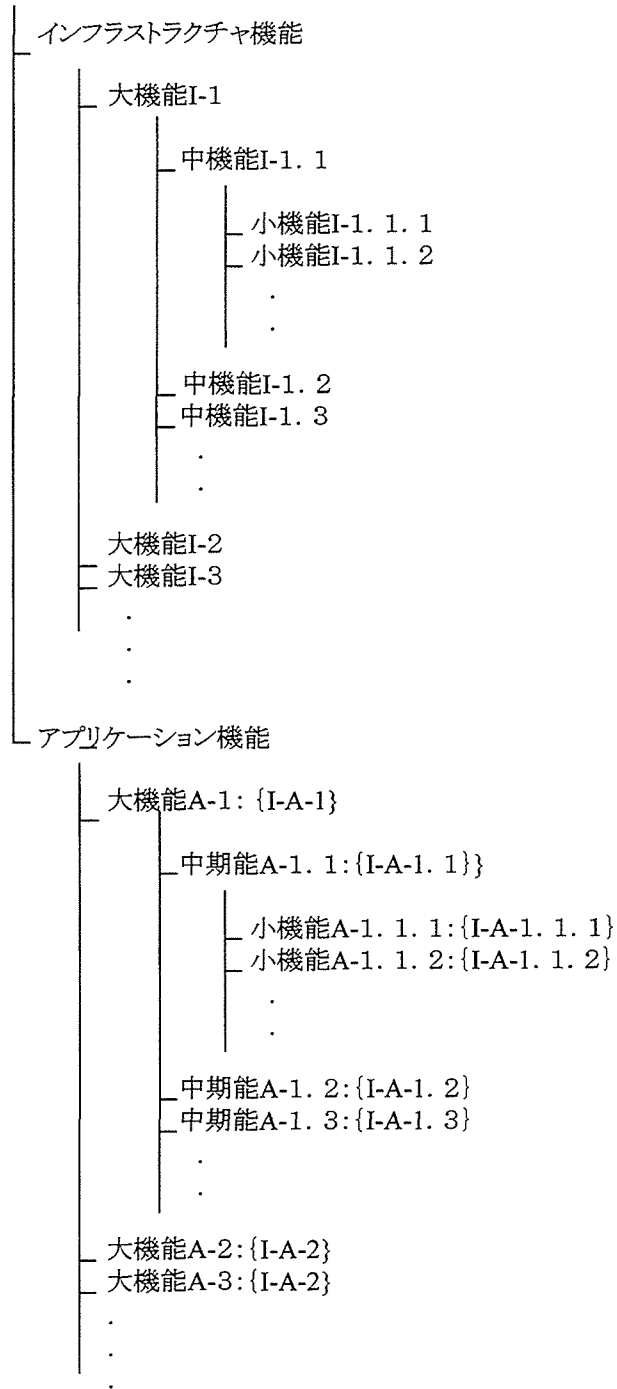 インフラストラクチャ機能
大機能I-1
中機能I-1. 1
小機能I-1. 1. 1
小機能I-1. 1. 2
.
.
中機能I-1. 2
中機能I-1. 3
.
.
大機能I-2
大機能I-3
.
.
.
アプリケーション機能
大機能A-1: {I-A-1}
中期能A-1. 1:{I-A-1. 1}}
小機能A-1. 1. 1:{I-A-1. 1. 1}
小機能A-1. 1. 2:{I-A-1. 1. 2}
.
.
中期能A-1. 2:{I-A-1. 2}
中期能A-1. 3:{I-A-1. 3}
.
.
大機能A-2:{I-A-2}
大機能A-3:{I-A-2}
.
.
.